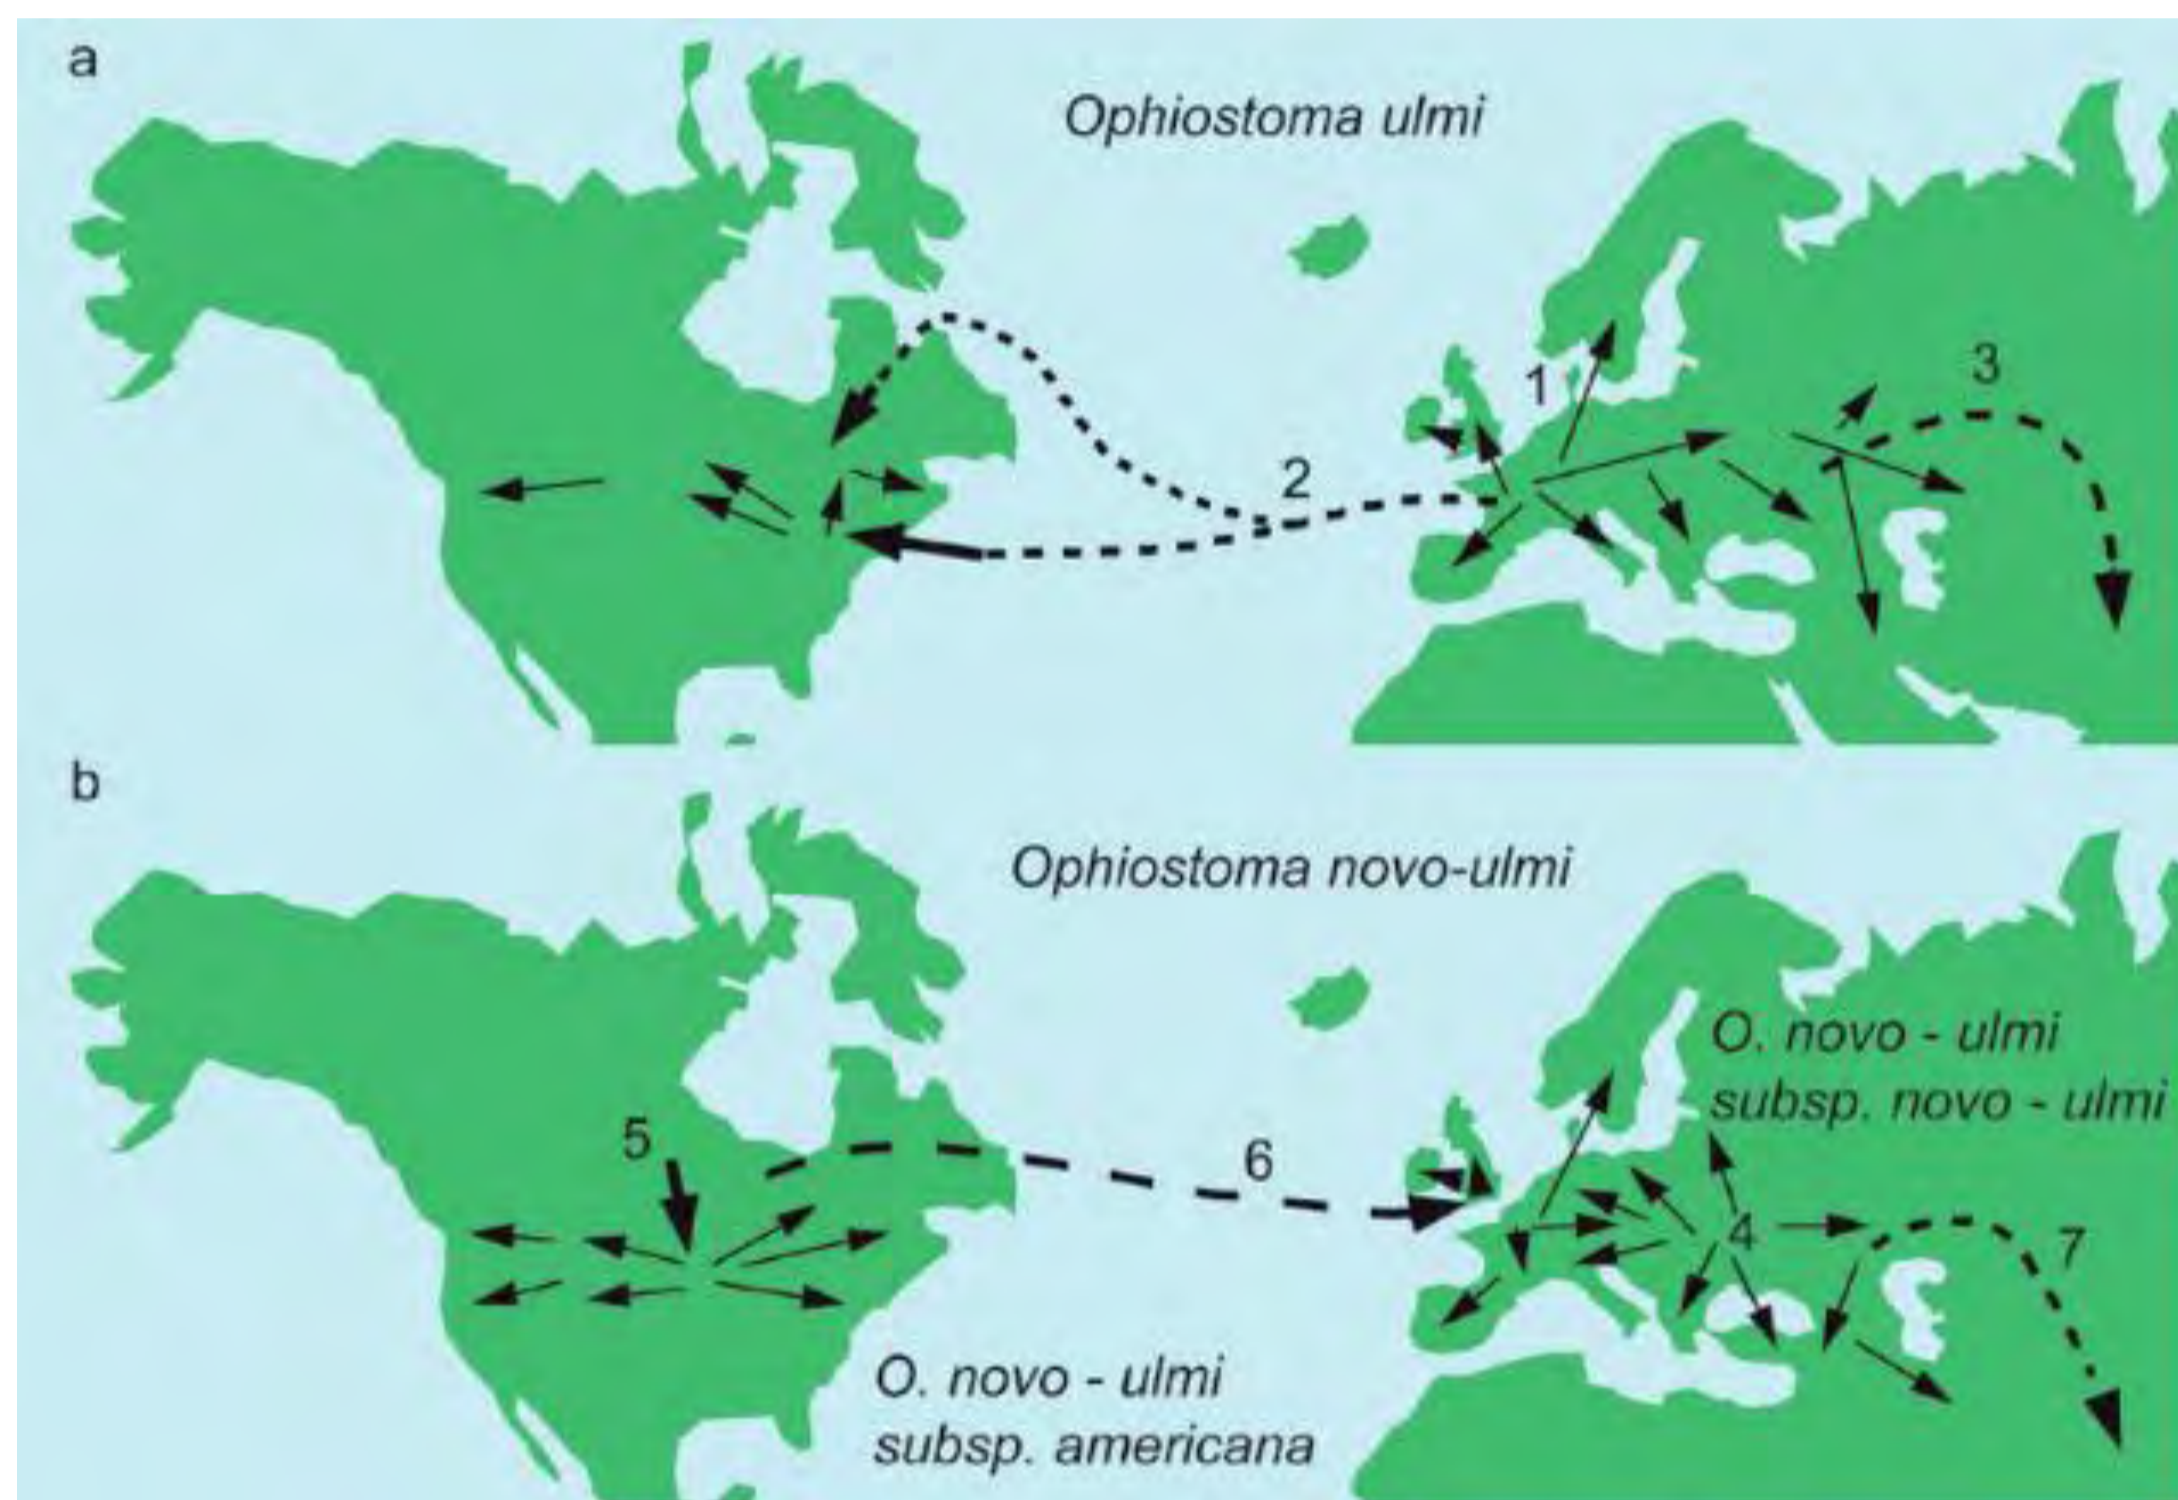 a
Ophiostoma ulmi
1
2
3
b
Ophiostoma novo-ulmi
O. novo - ulmi
subsp. novo - ulmi
4
5
6
7
O. novo - ulmi
subsp. americana